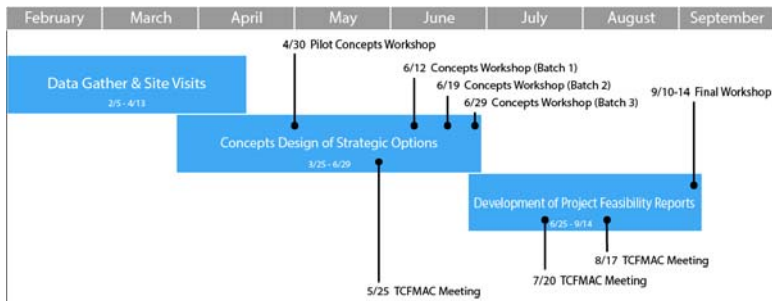 February March April May June July August September
4/30 Pilot Concepts Workshop
6/12 Concepts Workshop (Batch 1)
6/19 Concepts Workshop (Batch 2)
6/29 Concepts Workshop (Batch 3)
9/10-14 Final Workshop
Data Gather & Site Visits
2/5 - 4/13
Concepts Design of Strategic Options
3/25 - 6/29
Development of Project Feasibility Reports
6/25 - 9/14
8/17 TCFMAC Meeting
7/20 TCFMAC Meeting
5/25 TCFMAC Meeting